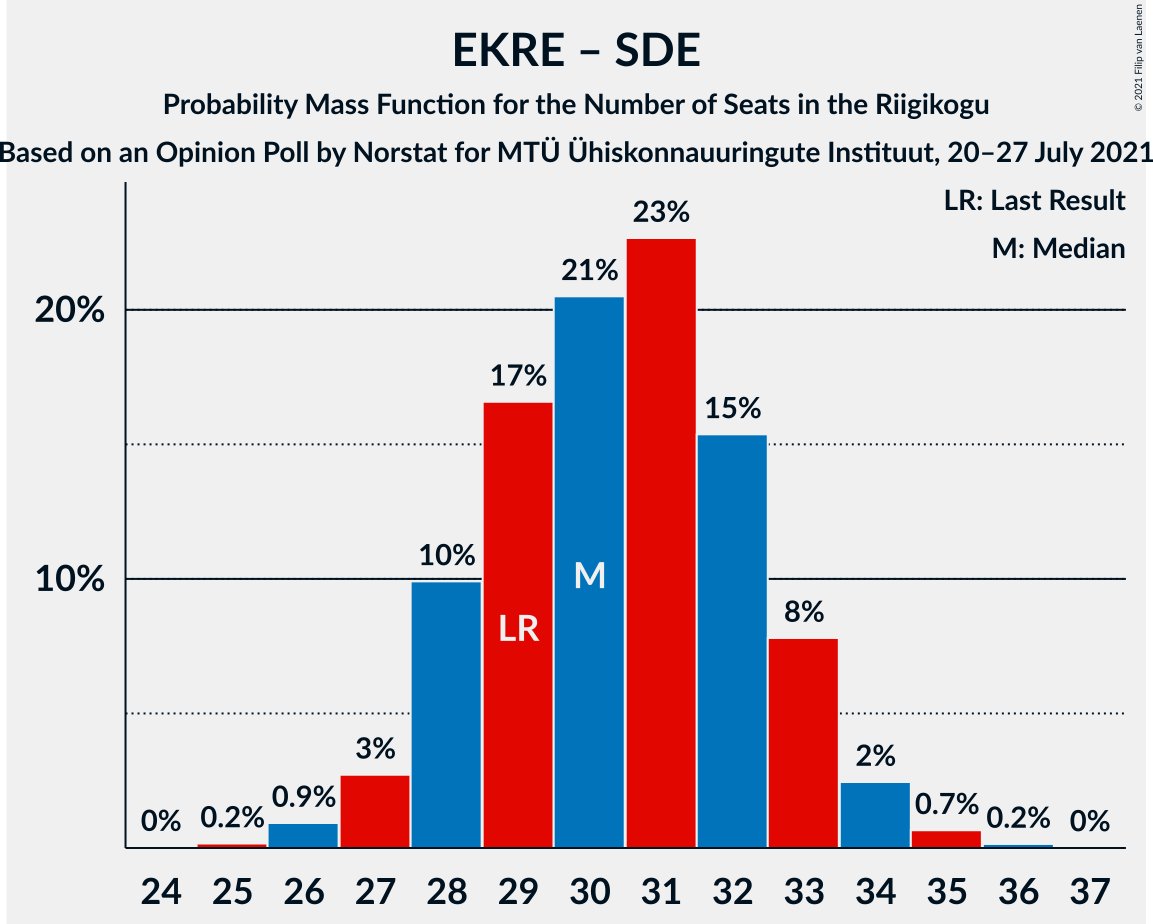 EKRE – SDE
Probability Mass Function for the Number of Seats in the Riigikogu
Based on an Opinion Poll by Norstat for MTÜ Ühiskonnauuringute Instituut, 20–27 July 2021
© 2021 Filip van Laenen
LR: Last Result
M: Median
20%
10%
0%
0.2%
0.9%
3%
10%
17%
21%
23%
15%
8%
2%
0.7%
0.2%
0%
LR
M
24 25 26 27 28 29 30 31 32 33 34 35 36 37